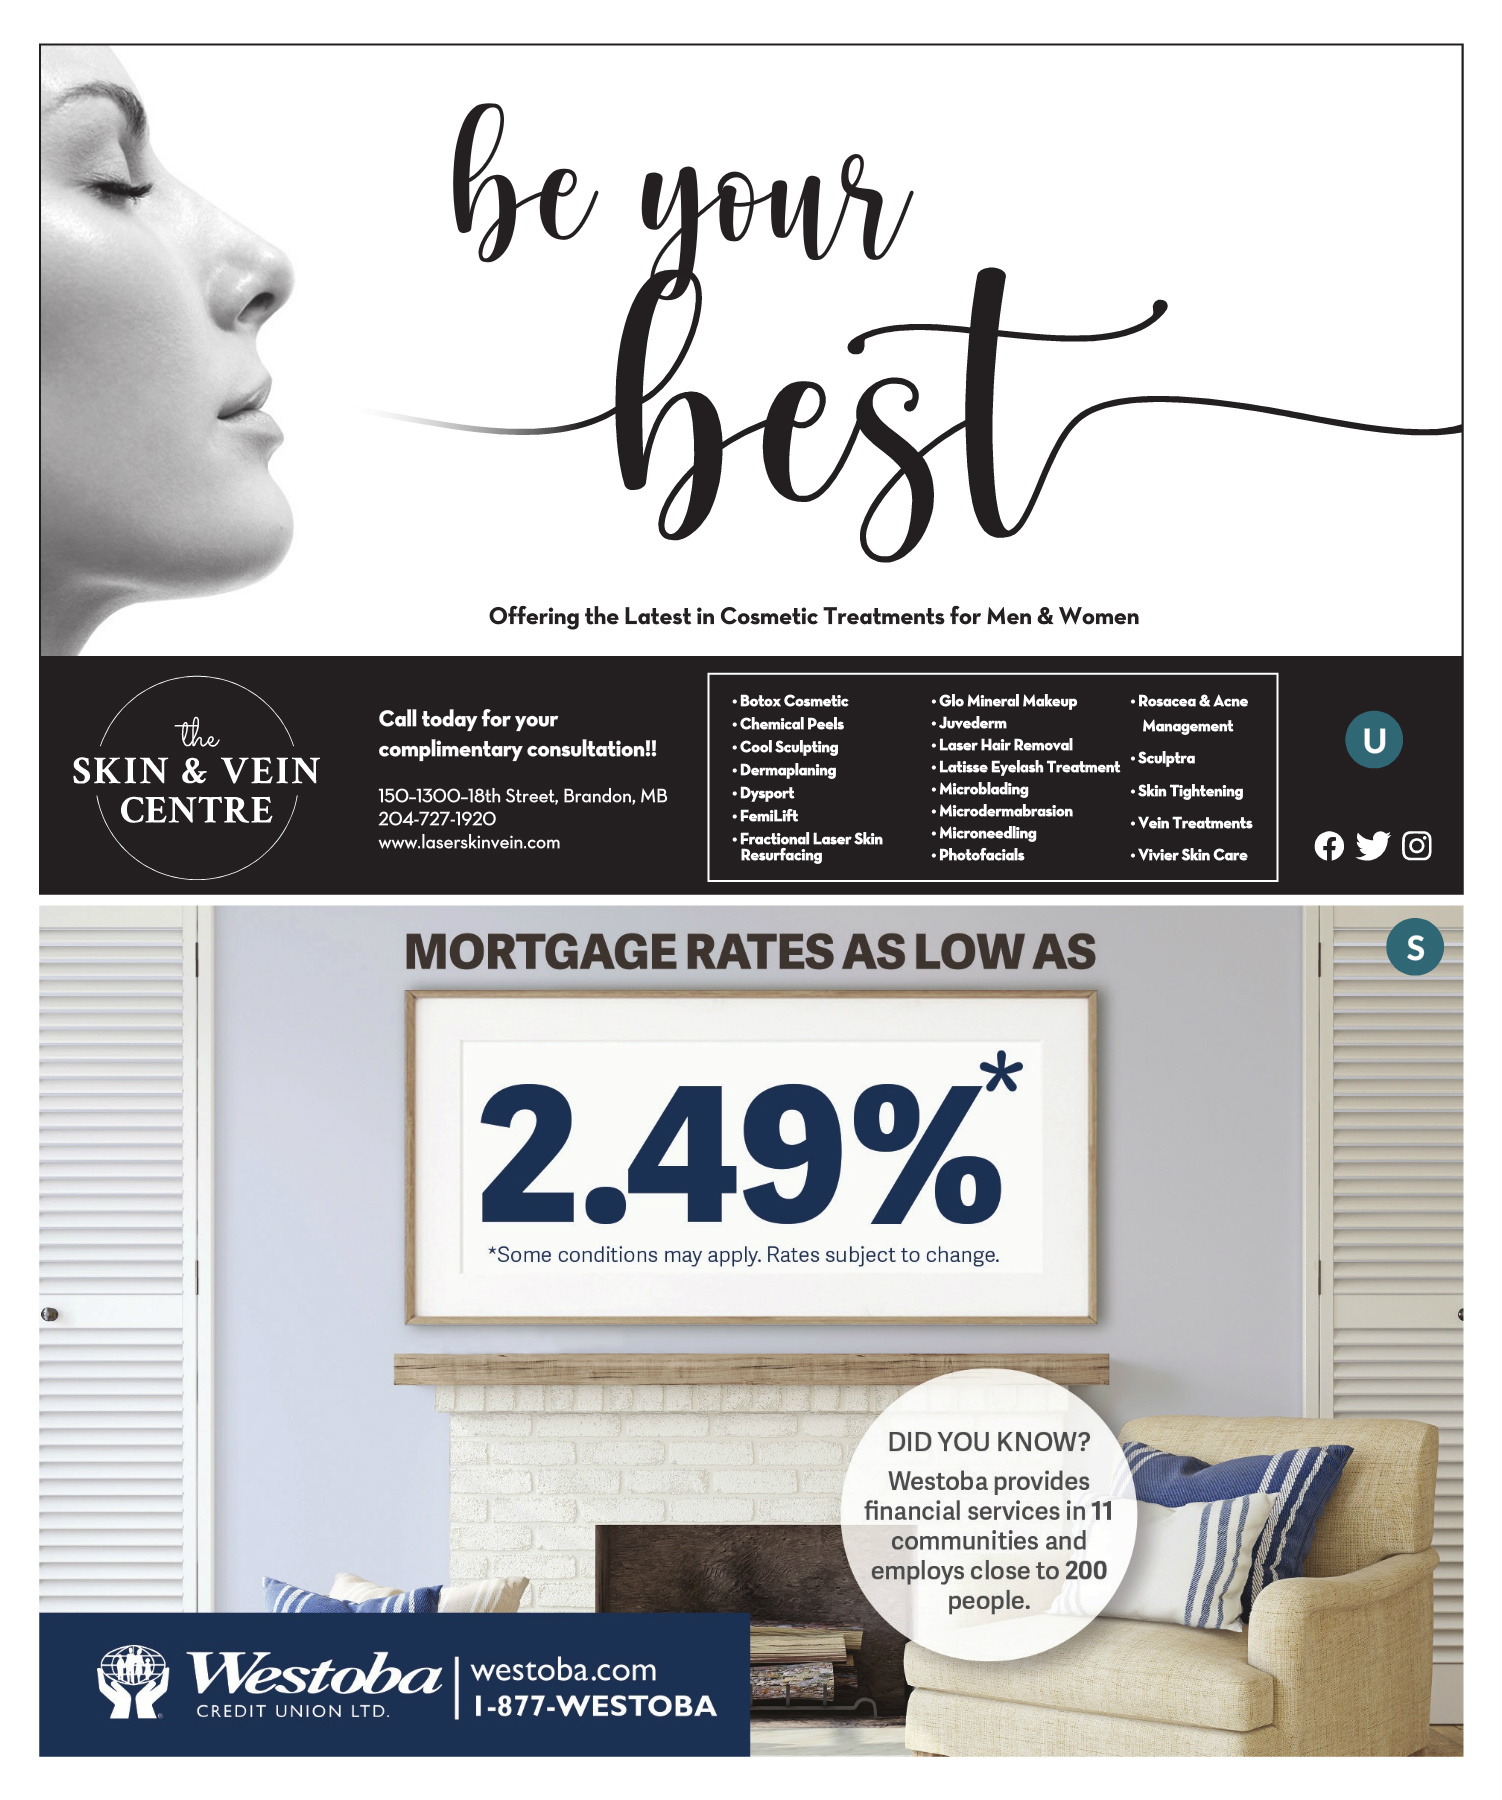 be your
best
Offering the Latest in Cosmetic Treatments for Men & Women
the
SKIN & VEIN
CENTRE
Call today for your
complimentary consultation!!
150-1300-18th Street, Brandon, MB
204-727-1920
www.laserskinvein.com
• Botox Cosmetic
• Chemical Peels
• Cool Sculpting
• Dermaplaning
• Dysport
• FemiLift
• Fractional Laser Skin
Resurfacing
• Glo Mineral Makeup
• Juvederm
• Laser Hair Removal
• Latisse Eyelash Treatment
• Microblading
• Microdermabrasion
• Microneedling
• Photofacials
• Rosacea & Acne
Management
• Sculptra
• Skin Tightening
• Vein Treatments
• Vivier Skin Care
U
S
MORTGAGE RATES AS LOW AS
2.49%*
*Some conditions may apply. Rates subject to change.
DID YOU KNOW?
Westoba provides
financial services in 11
communities and
employs close to 200
people.
Westoba
CREDIT UNION LTD.
westoba.com
1-877-WESTOBA